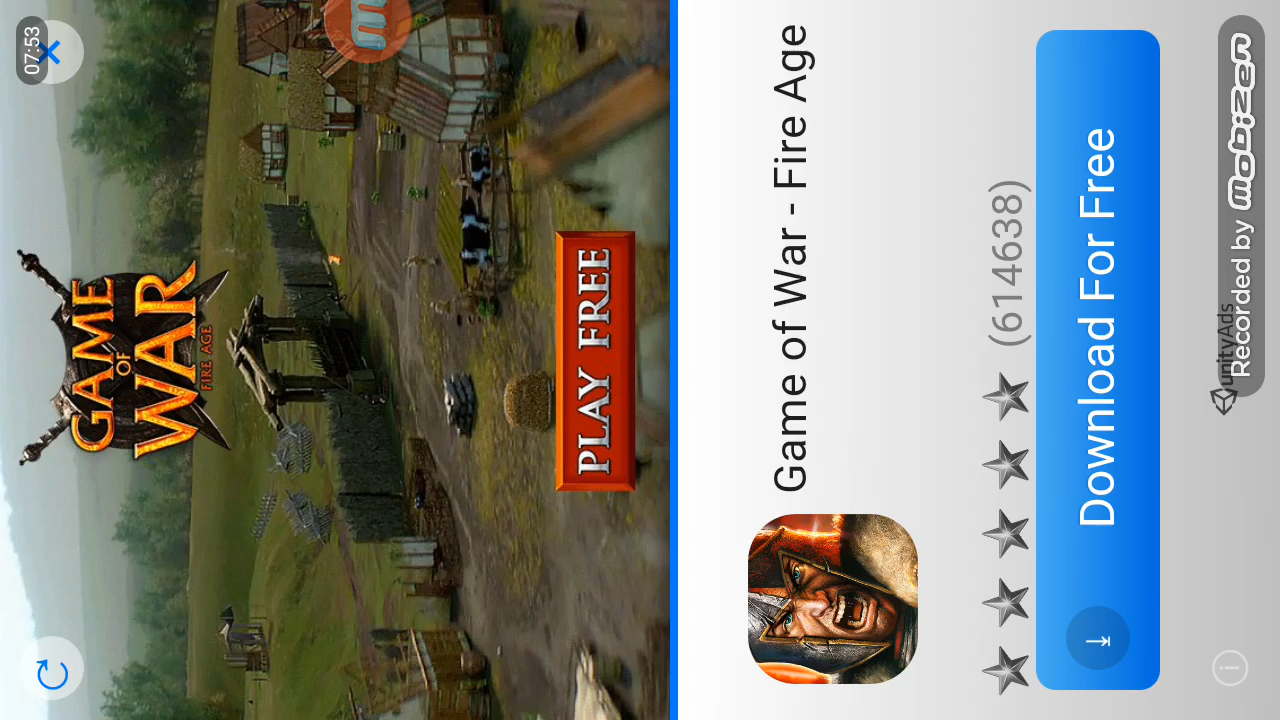 07:53
GAME
OF
WAR
FIRE AGE
PLAY FREE
Game of War - Fire Age
(614638)
Download For Free
unityAds
Recorded by mobizen